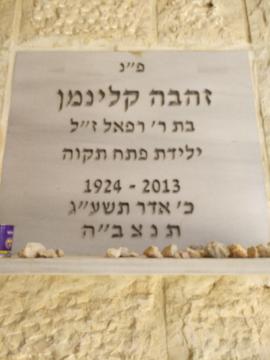 פ״נ
זהבה קלינמן
בת ר׳ רפאל ז״ל
ילידת פתח תקוה
1924 - 2013
כ׳ אדר תשע״ג
ת נ צ ב״ה